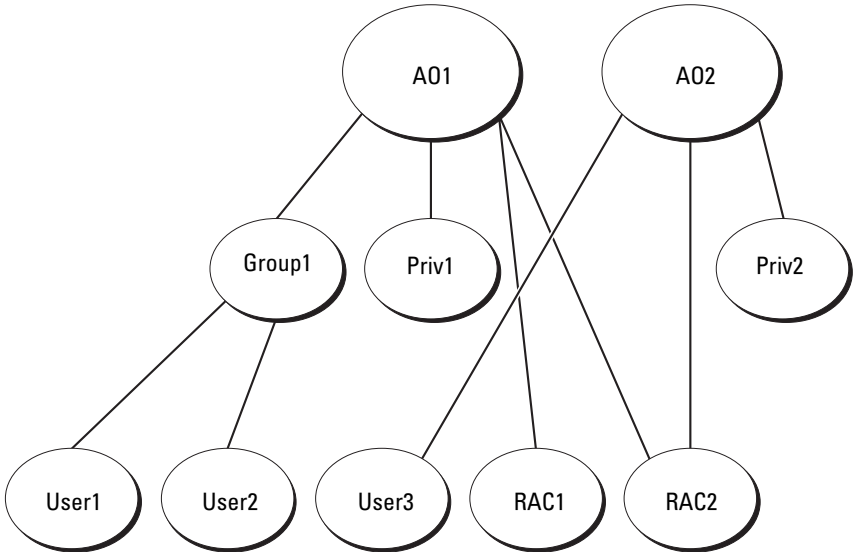 AO1
AO2
Group1
Priv1
Priv2
User1
User2
User3
RAC1
RAC2